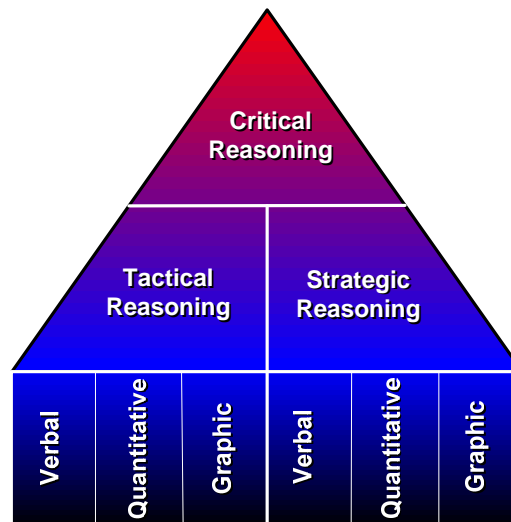 Critical
Reasoning
Tactical
Reasoning
Strategic
Reasoning
Verbal
Quantitative
Graphic
Verbal
Quantitative
Graphic